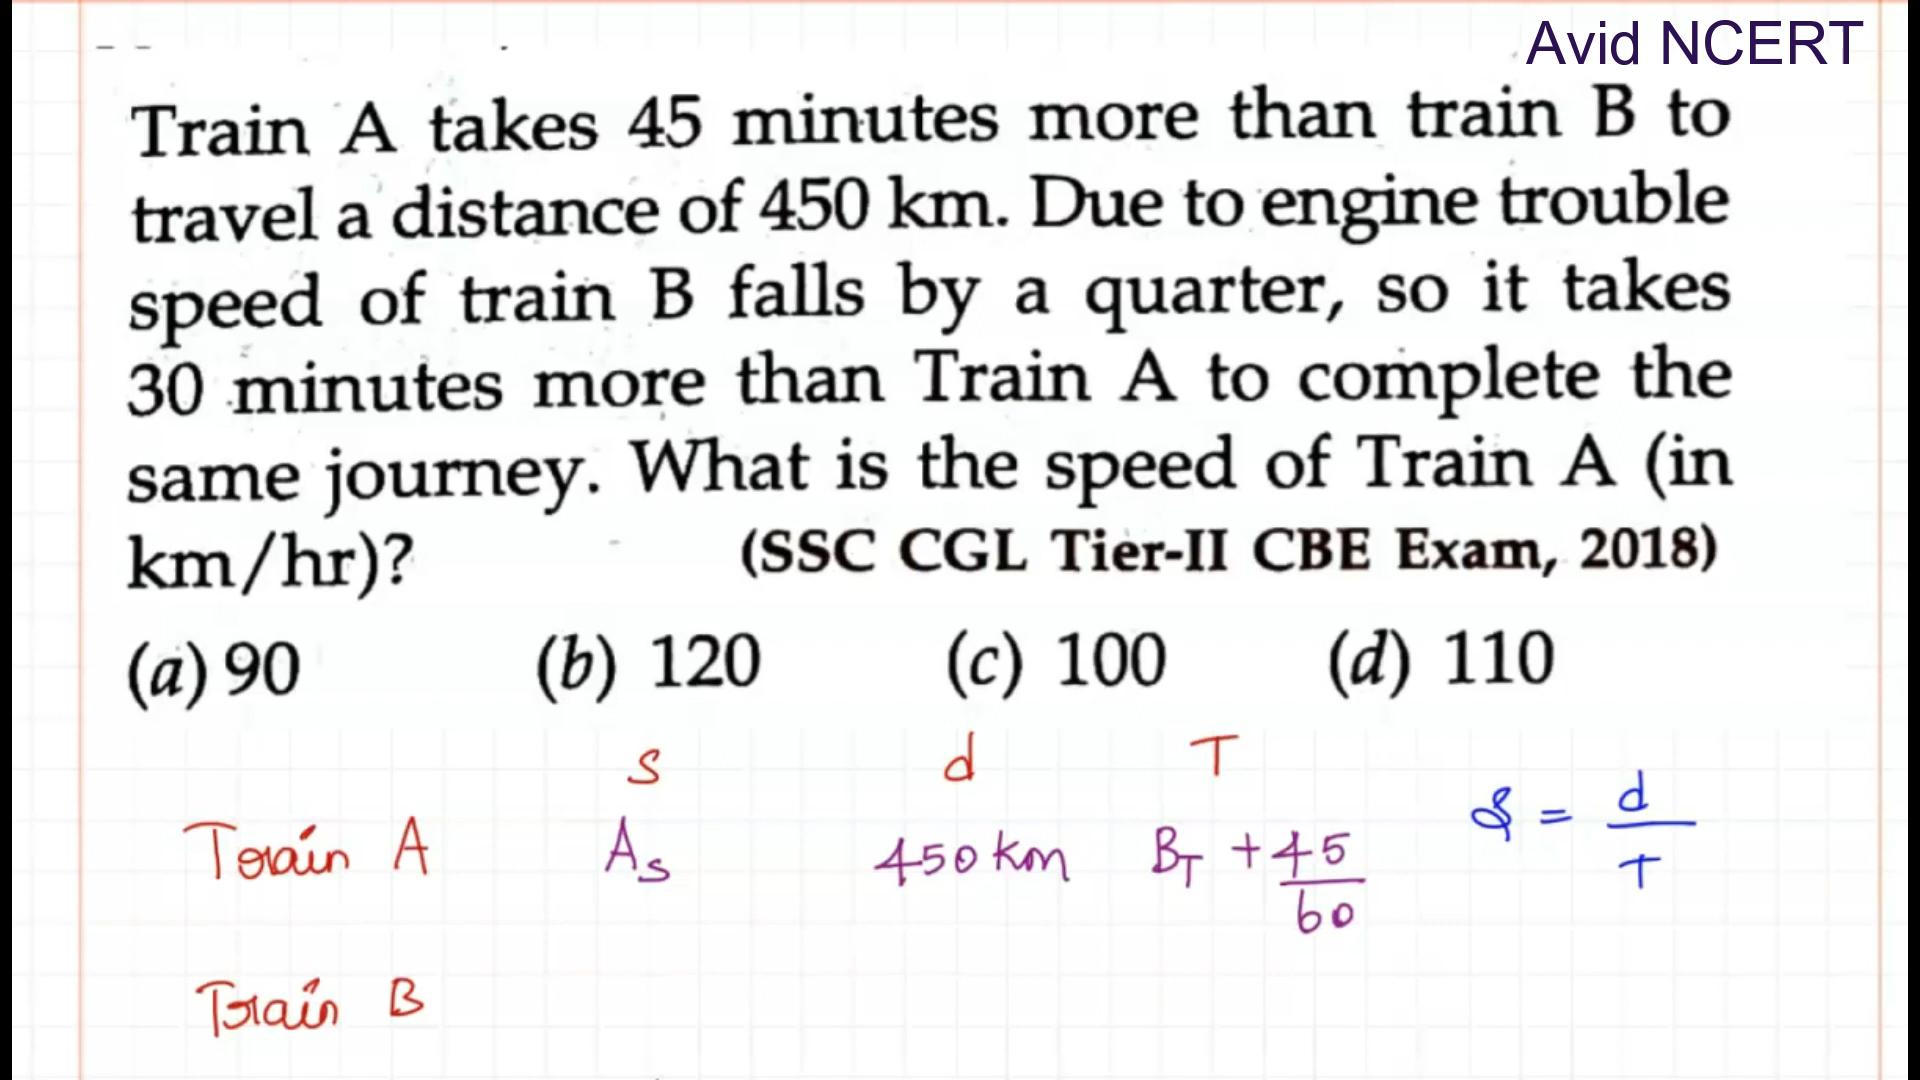 Avid NCERT
Train A takes 45 minutes more than train B to
travel a distance of 450 km. Due to engine trouble
speed of train B falls by a quarter, so it takes
30 minutes more than Train A to complete the
same journey. What is the speed of Train A (in
km/hr)? (SSC CGL Tier-II CBE Exam, 2018)
(a) 90 (b) 120 (c) 100 (d) 110
s d T
Train A A_s 450 km B_T + 45/60 S = d/T
Train B